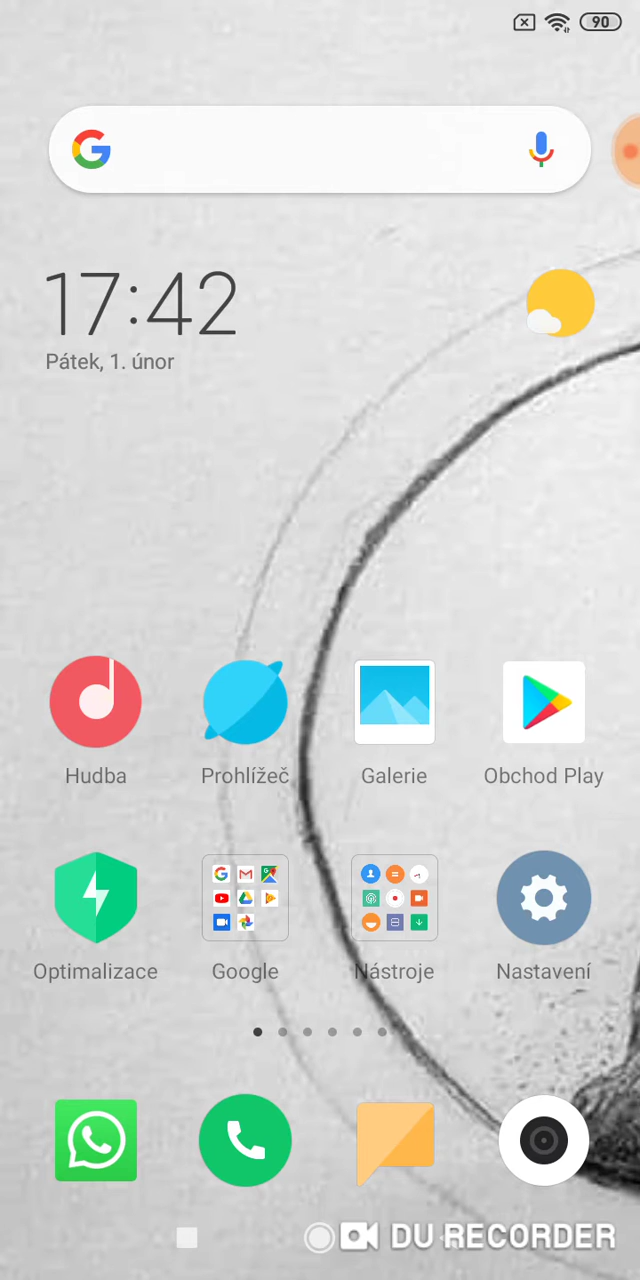 90
17:42
Pátek, 1. únor
Hudba
Prohlížeč
Galerie
Obchod Play
Optimalizace
Google
Nástroje
Nastavení
DU RECORDER